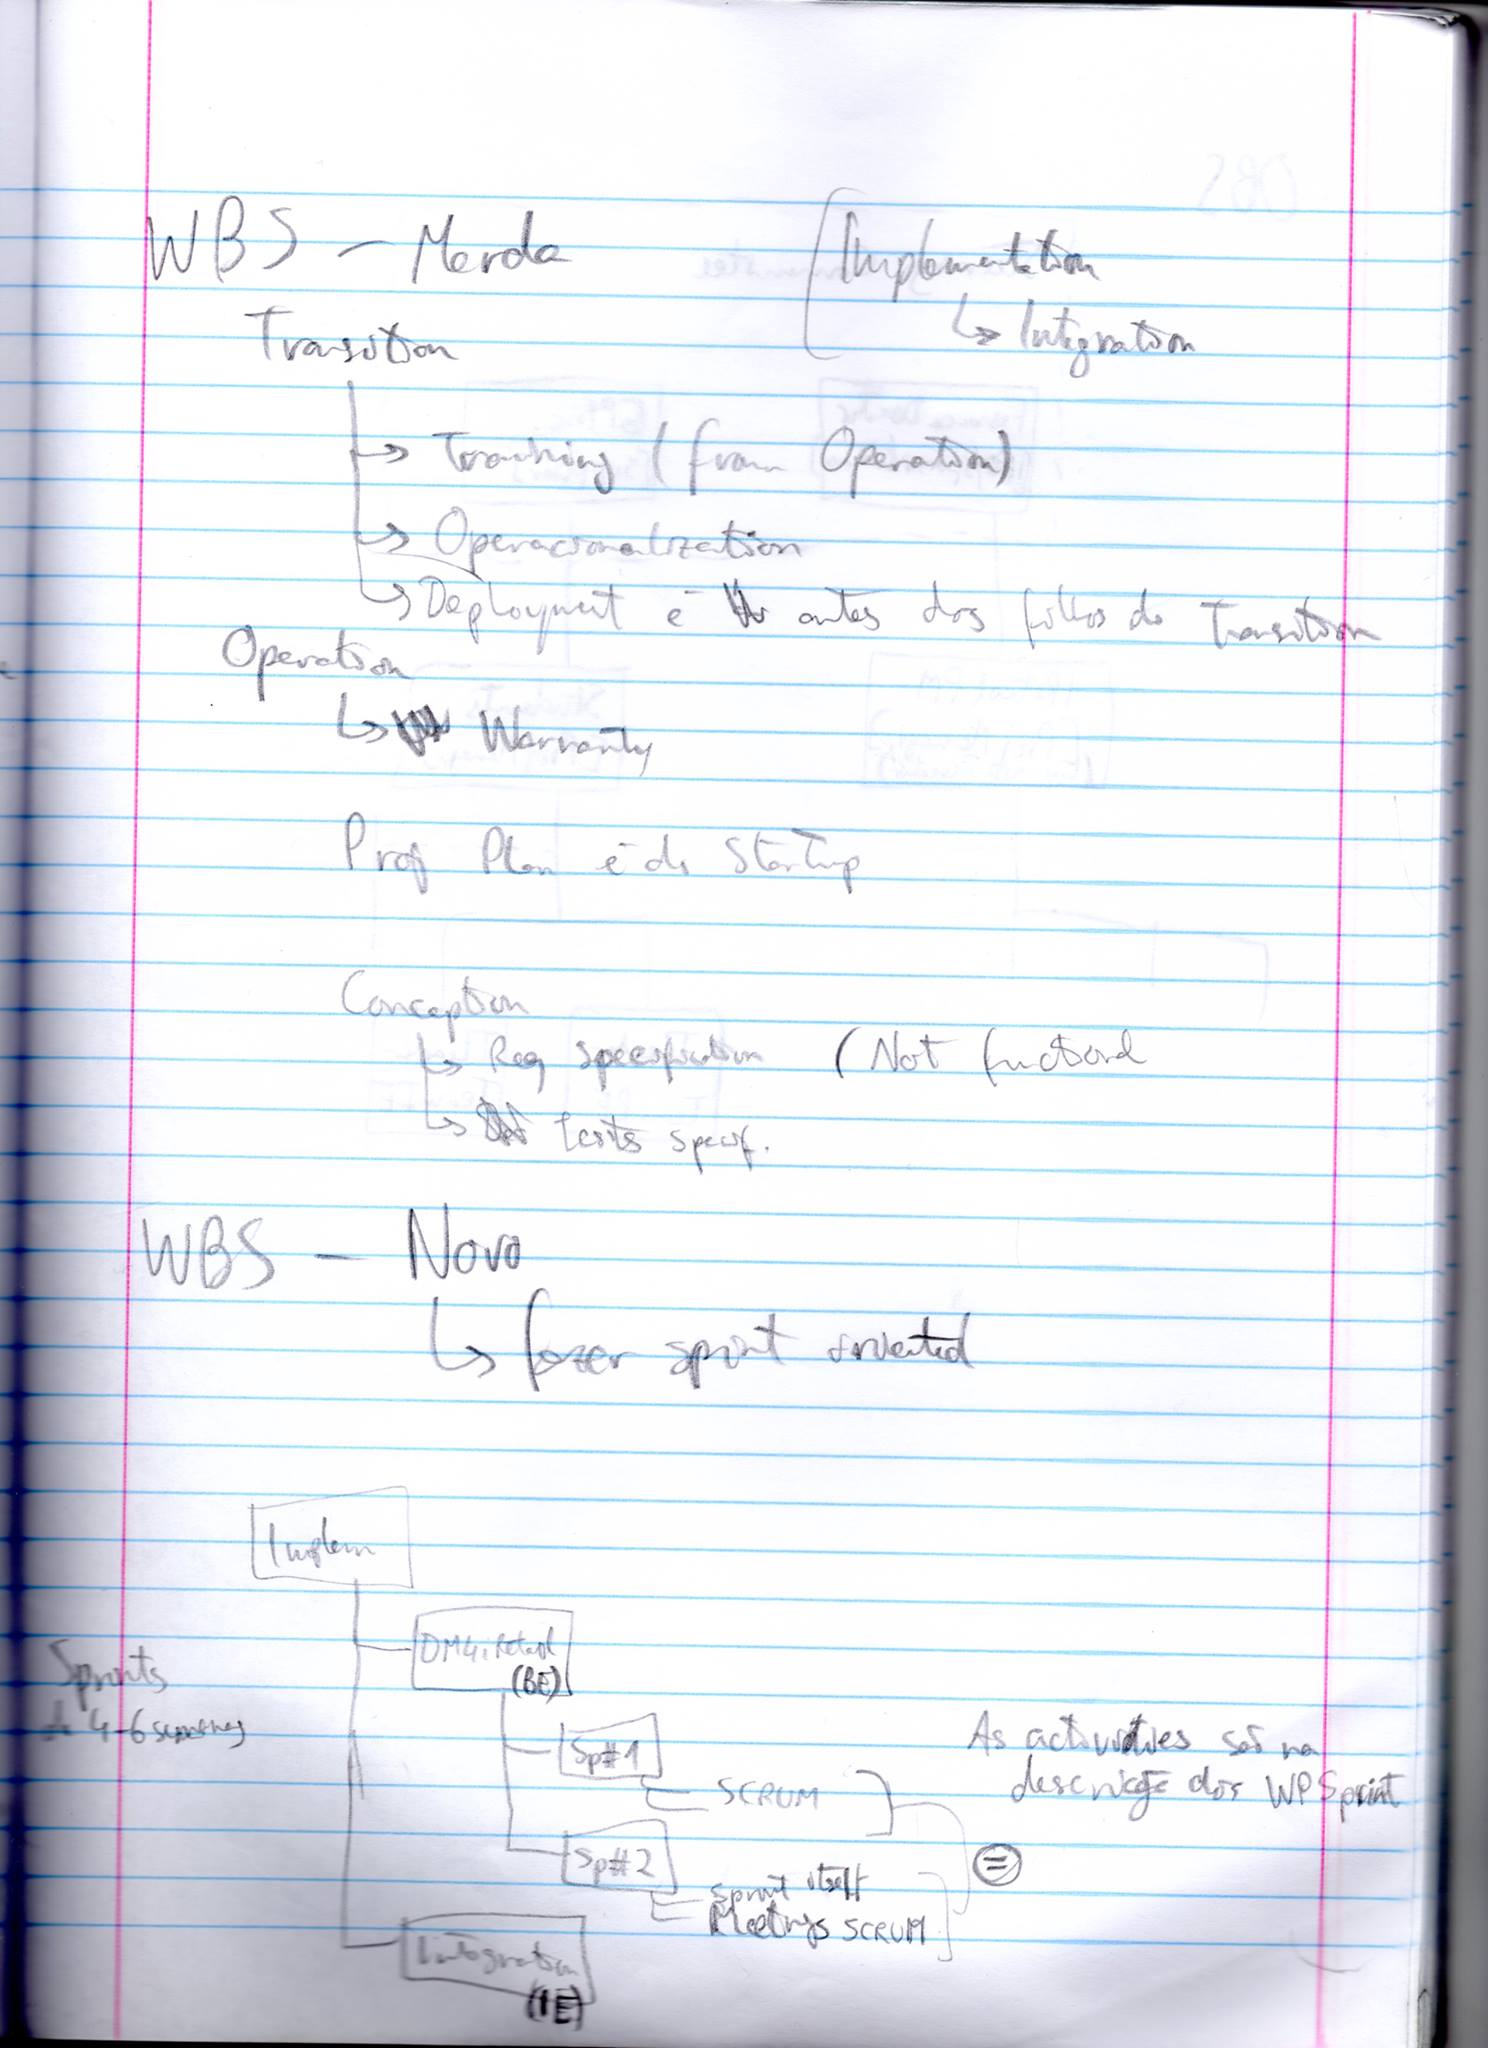 WBS - Merda
Implementation
↳ Integration
Transition
→ Training (from Operation)
→ Operacionalization
↳ Deployment é antes dos filhos do Transition
Operation
↳ Warranty
Proj Plan é do Startup
Conception
↳ Req specification (Not functional
↳ tests specif.
WBS - Novo
↳ fazer sprint oriented
Implem
DM4iRetail
(BE)
Sprints
de 4-6 semanas
Sp#1
SCRUM
As activities são na
descrição dos WP Sprint
Sp#2
Sprint itself
Meetings SCRUM
=
Integration
(IE)